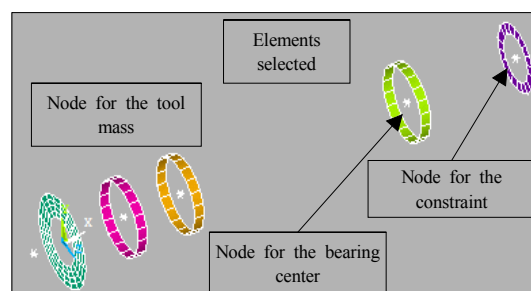 Elements
selected
Node for the tool
mass
X
Node for the
constraint
Node for the bearing
center